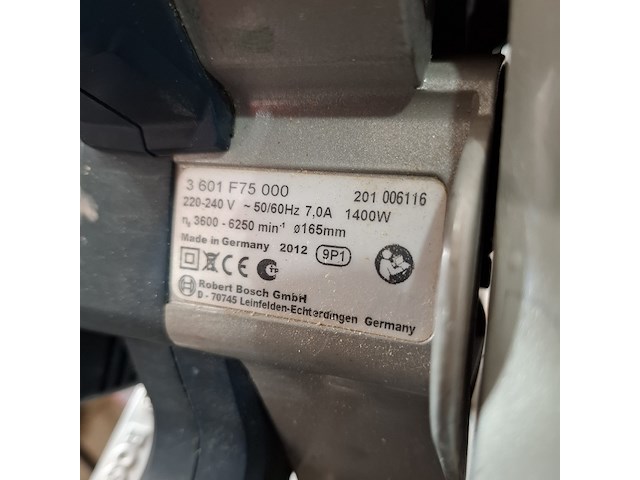 3 601 F75 000 201 006116
220-240 V ~ 50/60Hz 7,0A 1400W
n₀ 3600 - 6250 min⁻¹ ø165mm
Made in Germany 2012 9P1
CE
Robert Bosch GmbH
D - 70745 Leinfelden-Echterdingen Germany